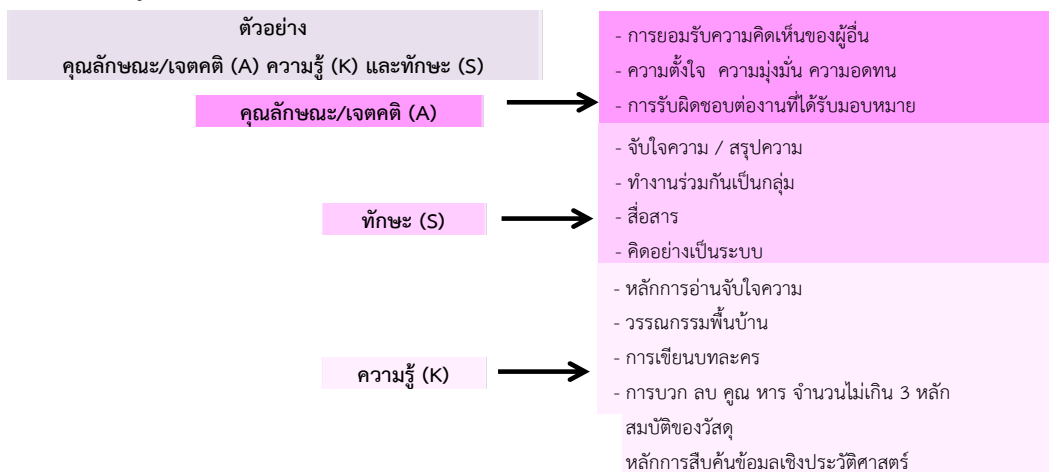 ตัวอย่าง
คุณลักษณะ/เจตคติ (A) ความรู้ (K) และทักษะ (S)
คุณลักษณะ/เจตคติ (A)
- การยอมรับความคิดเห็นของผู้อื่น
- ความตั้งใจ ความมุ่งมั่น ความอดทน
- การรับผิดชอบต่องานที่ได้รับมอบหมาย
ทักษะ (S)
- จับใจความ / สรุปความ
- ทำงานร่วมกันเป็นกลุ่ม
- สื่อสาร
- คิดอย่างเป็นระบบ
ความรู้ (K)
- หลักการอ่านจับใจความ
- วรรณกรรมพื้นบ้าน
- การเขียนบทละคร
- การบวก ลบ คูณ หาร จำนวนไม่เกิน 3 หลัก
สมบัติของวัสดุ
หลักการสืบค้นข้อมูลเชิงประวัติศาสตร์